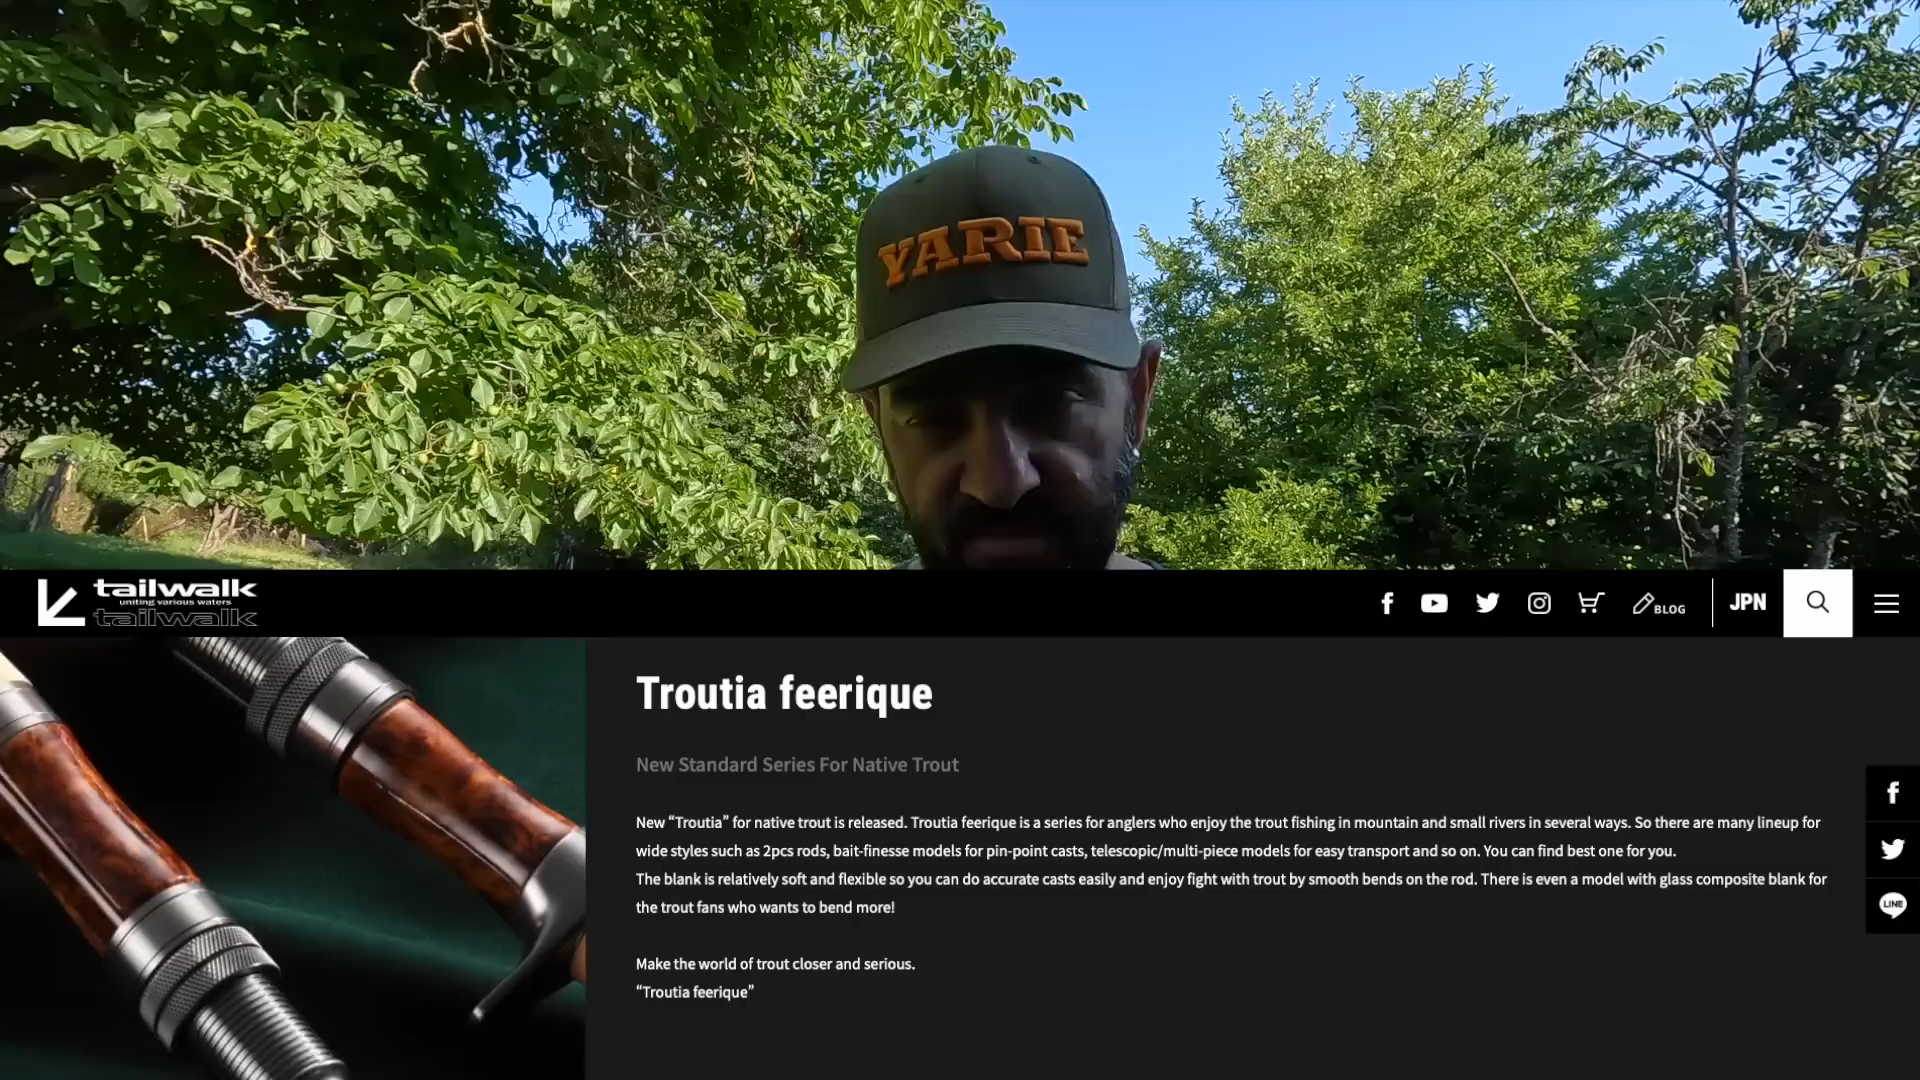 YARIE
tailwalk
uniting various waters
tailwalk
BLOG
JPN
Troutia feerique
New Standard Series For Native Trout
New “Troutia” for native trout is released. Troutia feerique is a series for anglers who enjoy the trout fishing in mountain and small rivers in several ways. So there are many lineup for
wide styles such as 2pcs rods, bait-finesse models for pin-point casts, telescopic/multi-piece models for easy transport and so on. You can find best one for you.
The blank is relatively soft and flexible so you can do accurate casts easily and enjoy fight with trout by smooth bends on the rod. There is even a model with glass composite blank for
the trout fans who wants to bend more!
LINE
Make the world of trout closer and serious.
“Troutia feerique”